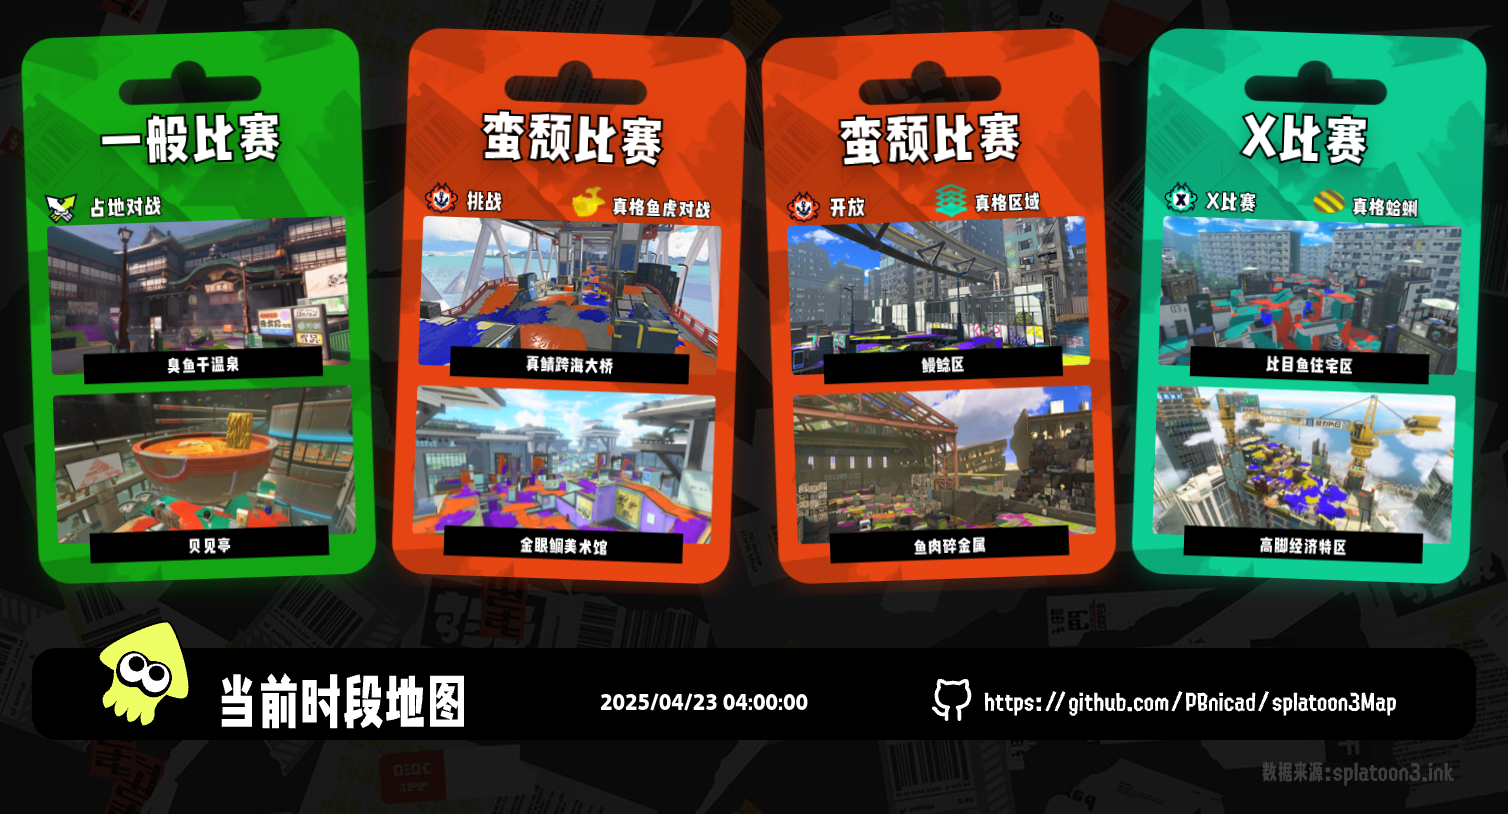 一般比赛
占地对战
臭鱼干温泉
贝见亭
蛮颓比赛
挑战
真格鱼虎对战
真鲭跨海大桥
金眼鲷美术馆
蛮颓比赛
开放
真格区域
鳗鲶区
鱼肉碎金属
X比赛
X比赛
真格蛤蜊
比目鱼住宅区
高脚经济特区
当前时段地图
2025/04/23 04:00:00
https://github.com/PBnicad/splatoon3Map
数据来源:splatoon3.ink